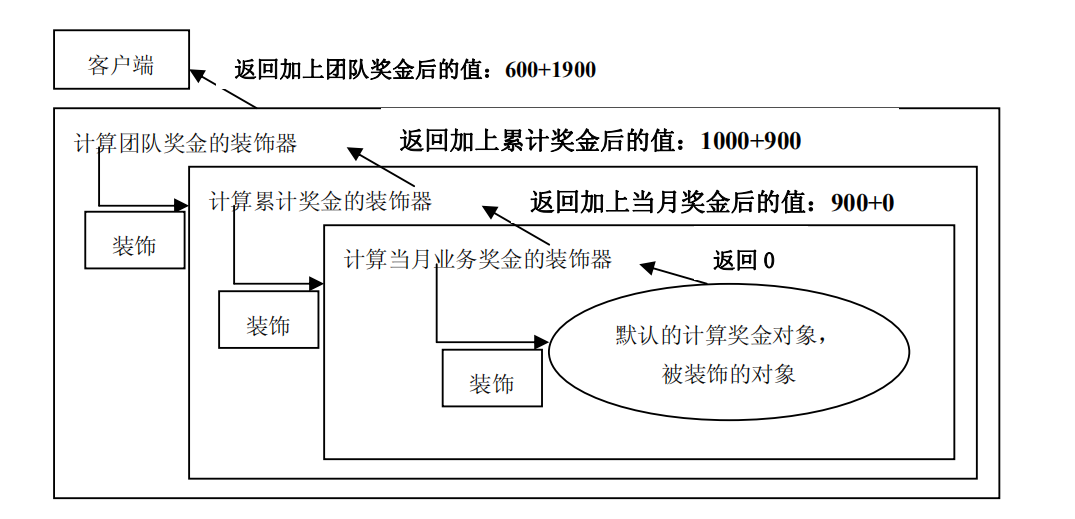 客户端
返回加上团队奖金后的值：600+1900
计算团队奖金的装饰器
返回加上累计奖金后的值：1000+900
计算累计奖金的装饰器
返回加上当月奖金后的值：900+0
装饰
计算当月业务奖金的装饰器
返回 0
装饰
默认的计算奖金对象，
被装饰的对象
装饰